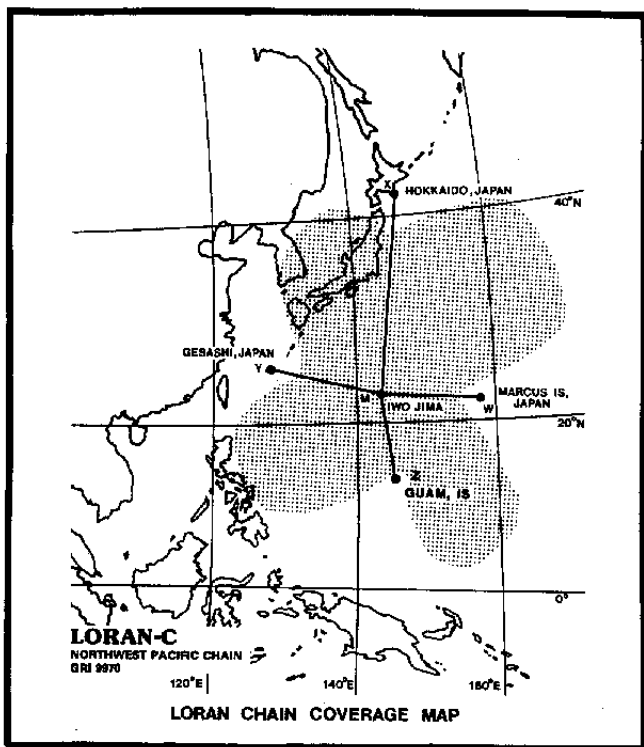 X
HOKKAIDO, JAPAN
40°N
GESASHI, JAPAN
Y
M
IWO JIMA
W
MARCUS IS,
JAPAN
20°N
Z
GUAM, IS
0°
LORAN-C
NORTHWEST PACIFIC CHAIN
GRI 9970
120°E
140°E
160°E
LORAN CHAIN COVERAGE MAP